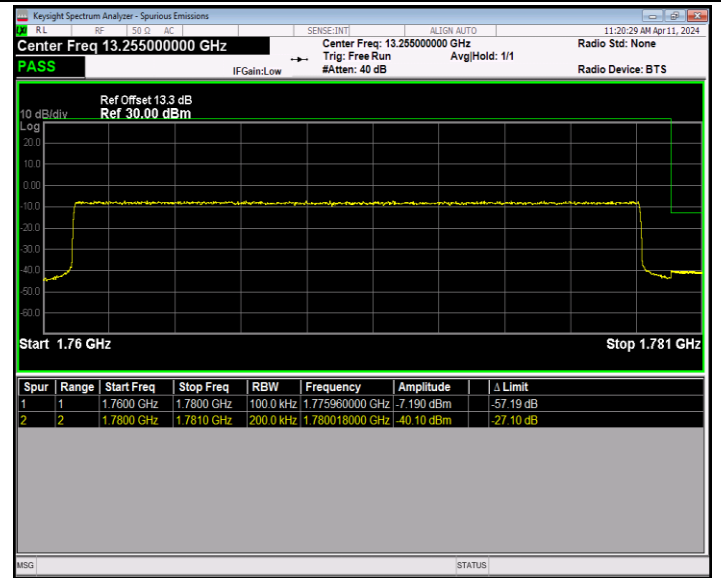 Keysight Spectrum Analyzer - Spurious Emissions
RL RF 50 Ω AC SENSE:INT ALIGN AUTO 11:20:29 AM Apr 11, 2024
Center Freq 13.255000000 GHz Center Freq: 13.255000000 GHz Radio Std: None
Trig: Free Run Avg|Hold: 1/1
PASS IFGain:Low #Atten: 40 dB Radio Device: BTS
Ref Offset 13.3 dB
10 dB/div Ref 30.00 dBm
Log
20.0
10.0
0.00
-10.0
-20.0
-30.0
-40.0
-50.0
-60.0
Start 1.76 GHz Stop 1.781 GHz
Spur Range Start Freq Stop Freq RBW Frequency Amplitude Δ Limit
1 1 1.7600 GHz 1.7800 GHz 100.0 kHz 1.775960000 GHz -7.190 dBm -57.19 dB
2 2 1.7800 GHz 1.7810 GHz 200.0 kHz 1.780018000 GHz -40.10 dBm -27.10 dB
MSG STATUS